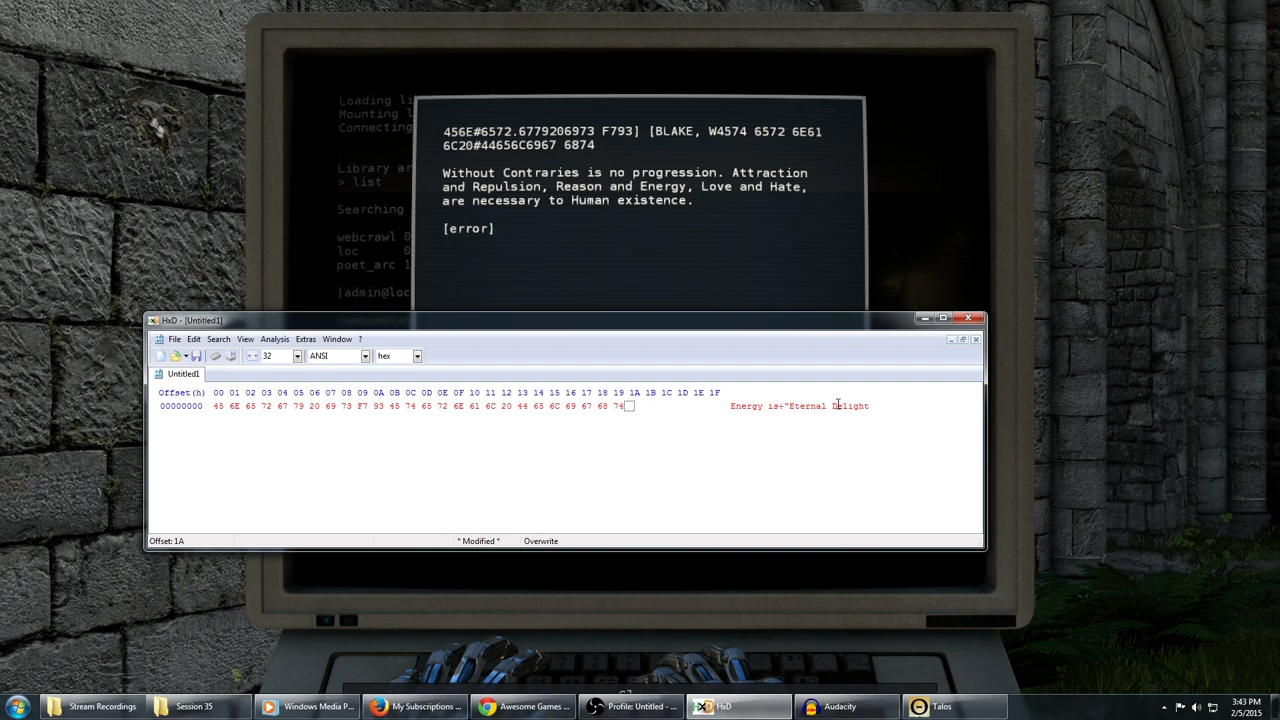 Loading li
Mounting l
Connecting
Library ar
> list
Searching
webcrawl 0
loc 0
poet_arc 1
[admin@loc
456E#6572.6779206973 F793] [BLAKE, W4574 6572 6E61
6C20#44656C6967 6874
Without Contraries is no progression. Attraction
and Repulsion, Reason and Energy, Love and Hate,
are necessary to Human existence.
[error]
HxD - [Untitled1]
File Edit Search View Analysis Extras Window ?
32 ANSI hex
Untitled1
Offset(h) 00 01 02 03 04 05 06 07 08 09 0A 0B 0C 0D 0E 0F 10 11 12 13 14 15 16 17 18 19 1A 1B 1C 1D 1E 1F
00000000 45 6E 65 72 67 79 20 69 73 F7 93 45 74 65 72 6E 61 6C 20 44 65 6C 69 67 68 74 Energy is÷“Eternal Delight
Offset: 1A * Modified * Overwrite
Stream Recordings Session 35 Windows Media P... My Subscriptions ... Awesome Games ... Profile: Untitled - ... HxD Audacity Talos
3:43 PM
2/5/2015